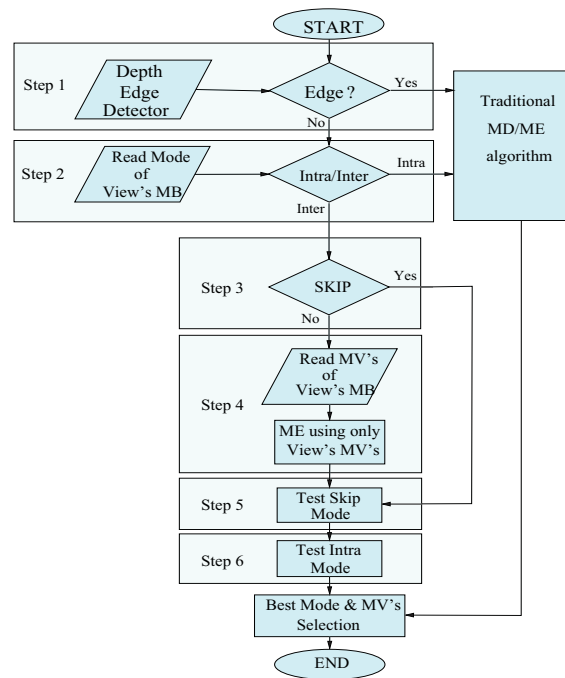 START
Step 1
Depth
Edge
Detector
Edge ?
Yes
No
Traditional
MD/ME
algorithm
Step 2
Read Mode
of
View's MB
Intra/Inter
Intra
Inter
Step 3
SKIP
Yes
No
Step 4
Read MV's
of
View's MB
ME using only
View's MV's
Step 5
Test Skip
Mode
Step 6
Test Intra
Mode
Best Mode & MV's
Selection
END